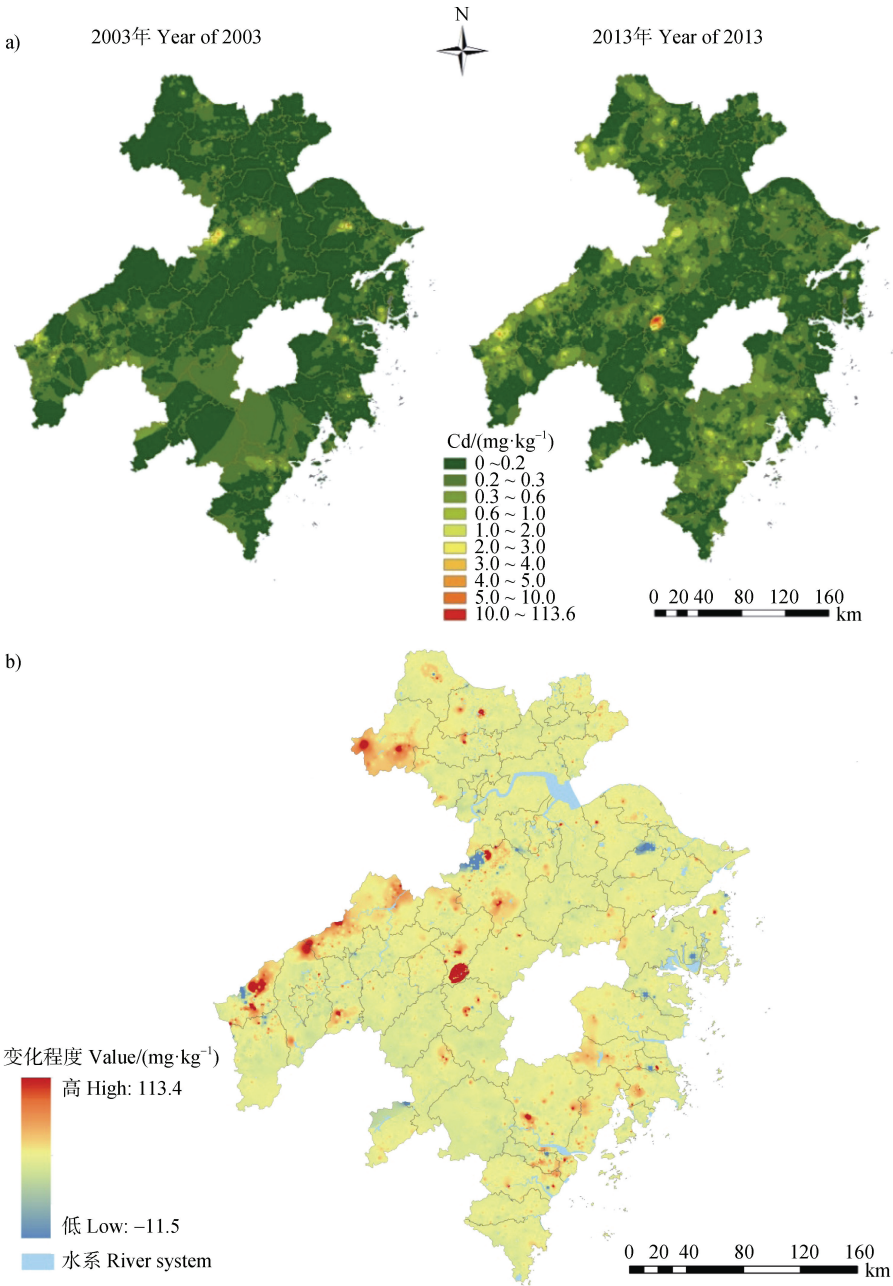 N
2003年 Year of 2003
2013年 Year of 2013
a)
Cd/(mg·kg⁻¹)
0 ~0.2
0.2 ~ 0.3
0.3 ~ 0.6
0.6 ~ 1.0
1.0 ~ 2.0
2.0 ~ 3.0
3.0 ~ 4.0
4.0 ~ 5.0
5.0 ~ 10.0
10.0 ~ 113.6
0 20 40 80 120 160
km
b)
变化程度 Value/(mg·kg⁻¹)
高 High: 113.4
低 Low: −11.5
水系 River system
0 20 40 80 120 160
km